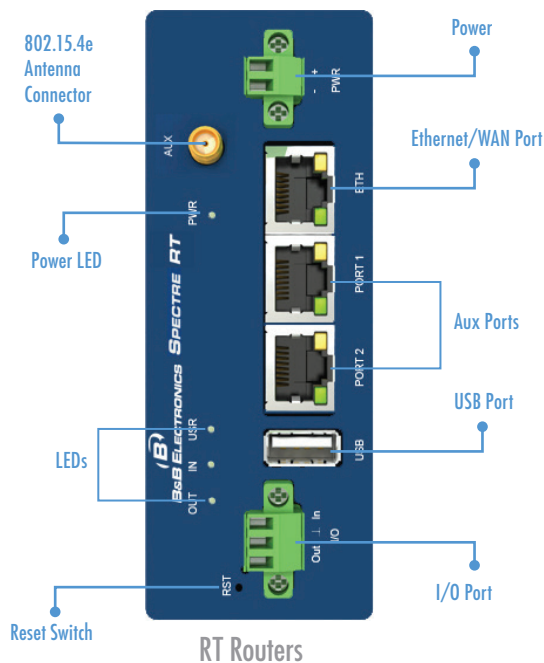 802.15.4e
Antenna
Connector
Power
Ethernet/WAN Port
Power LED
Aux Ports
USB Port
LEDs
I/O Port
Reset Switch
- +
PWR
AUX
ETH
PWR
PORT 1
PORT 2
USB
(B)
B&B ELECTRONICS SPECTRE RT
USR
IN
OUT
Out ⊥ In
I/O
RST
RT Routers